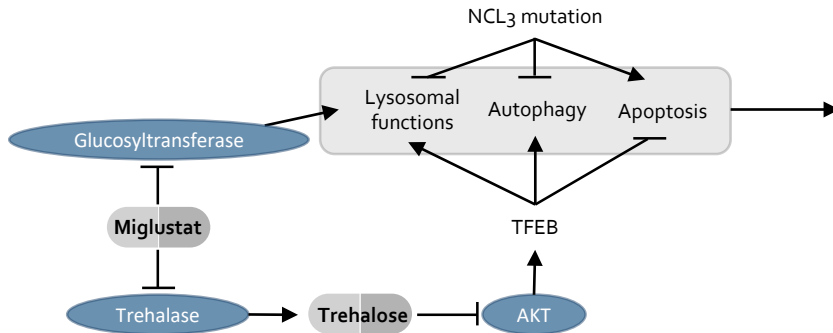 NCL3 mutation
Lysosomal
functions
Autophagy
Apoptosis
Glucosyltransferase
Miglustat
TFEB
Trehalase
Trehalose
AKT